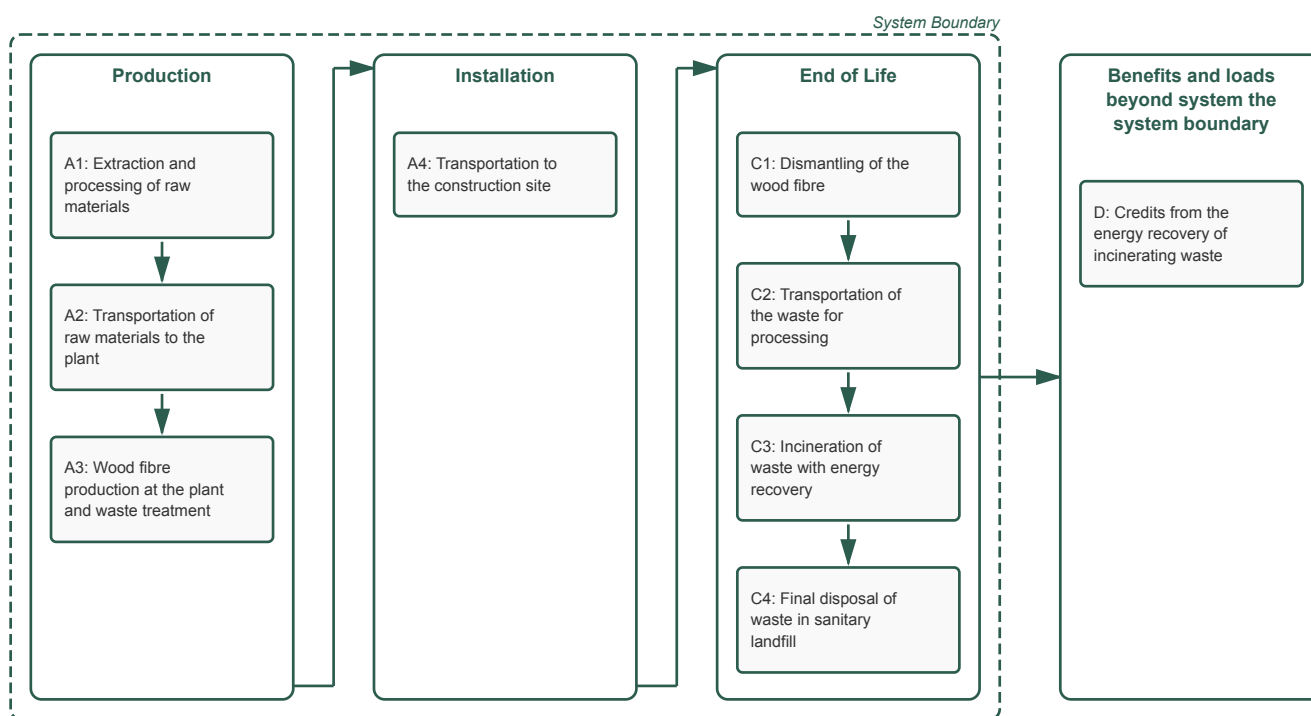 System Boundary
Production
A1: Extraction and
processing of raw
materials
A2: Transportation of
raw materials to the
plant
A3: Wood fibre
production at the plant
and waste treatment
Installation
A4: Transportation to
the construction site
End of Life
C1: Dismantling of the
wood fibre
C2: Transportation of
the waste for
processing
C3: Incineration of
waste with energy
recovery
C4: Final disposal of
waste in sanitary
landfill
Benefits and loads
beyond system the
system boundary
D: Credits from the
energy recovery of
incinerating waste